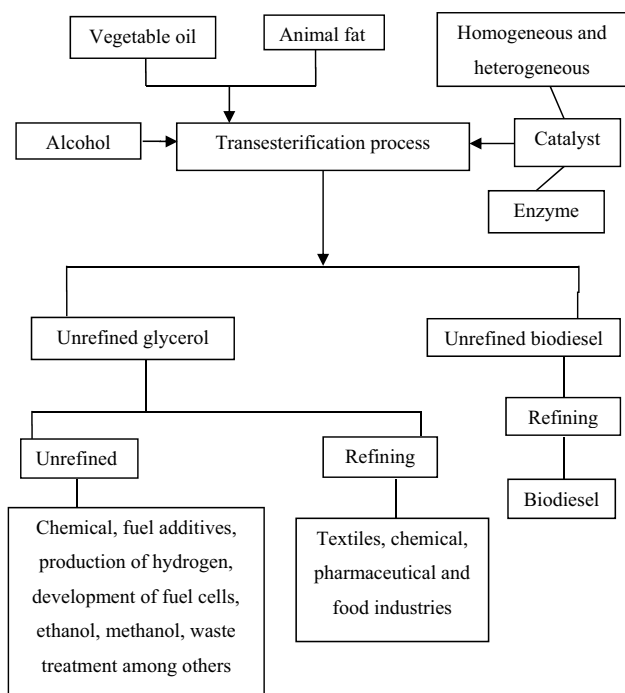 Vegetable oil
Animal fat
Homogeneous and
heterogeneous
Alcohol
Transesterification process
Catalyst
Enzyme
Unrefined glycerol
Unrefined biodiesel
Unrefined
Refining
Refining
Biodiesel
Chemical, fuel additives,
production of hydrogen,
development of fuel cells,
ethanol, methanol, waste
treatment among others
Textiles, chemical,
pharmaceutical and
food industries